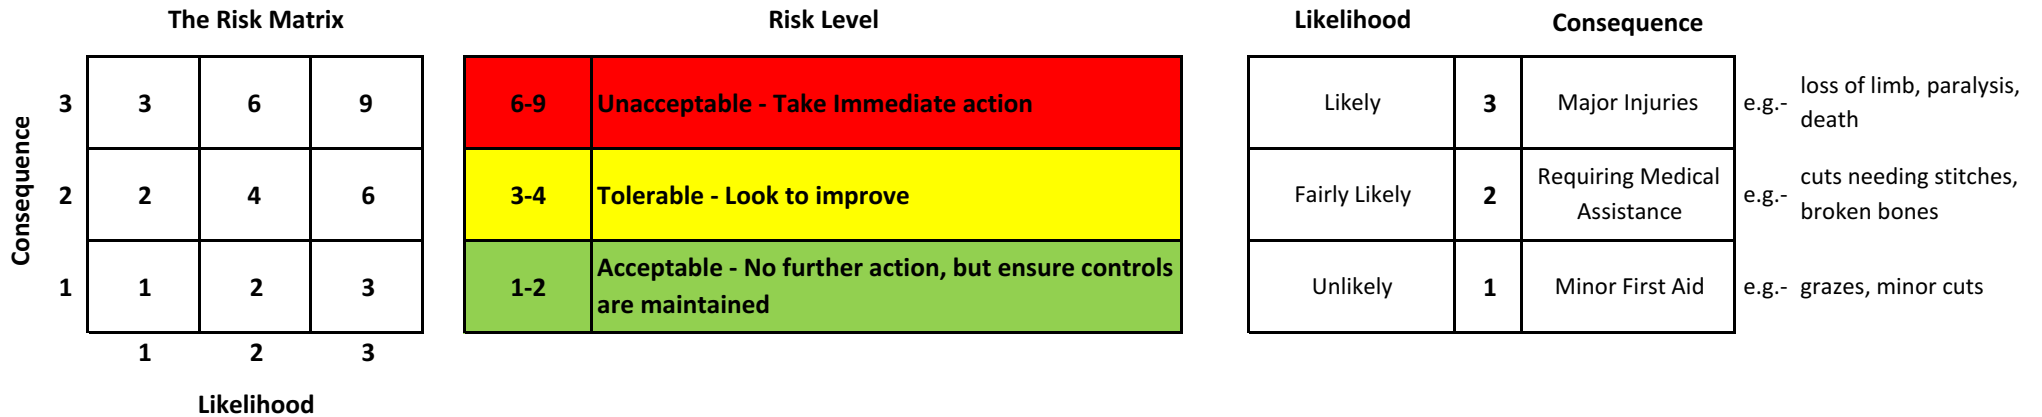 The Risk Matrix
Consequence
3 3 6 9
2 2 4 6
1 1 2 3
1 2 3
Likelihood
Risk Level
6-9 Unacceptable - Take Immediate action
3-4 Tolerable - Look to improve
1-2 Acceptable - No further action, but ensure controls
are maintained
Likelihood Consequence
Likely 3 Major Injuries e.g.- loss of limb, paralysis,
death
Fairly Likely 2 Requiring Medical
Assistance e.g.- cuts needing stitches,
broken bones
Unlikely 1 Minor First Aid e.g.- grazes, minor cuts